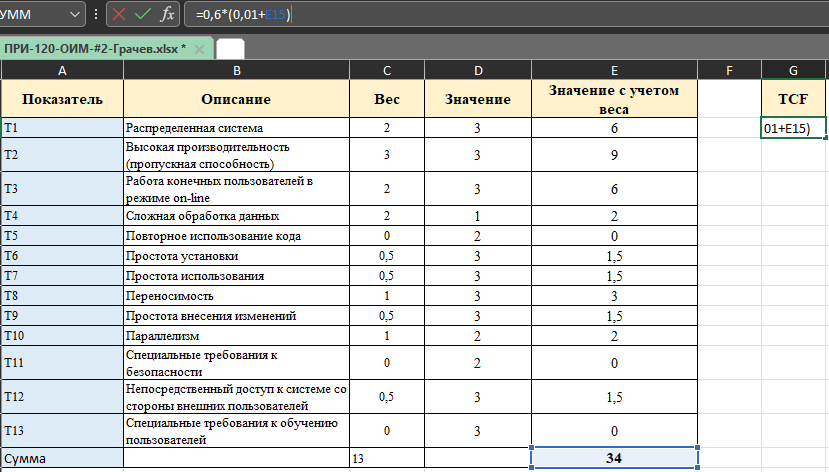 УММ
fx
=0,6*(0,01+E15)
ПРИ-120-ОИМ-#2-Грачев.xlsx *
A B C D E F G
Показатель Описание Вес Значение Значение с учетом
веса
TCF
T1 Распределенная система 2 3 6 01+E15)
T2 Высокая производительность
(пропускная способность) 3 3 9
T3 Работа конечных пользователей в
режиме on-line 2 3 6
T4 Сложная обработка данных 2 1 2
T5 Повторное использование кода 0 2 0
T6 Простота установки 0,5 3 1,5
T7 Простота использования 0,5 3 1,5
T8 Переносимость 1 3 3
T9 Простота внесения изменений 0,5 3 1,5
T10 Параллелизм 1 2 2
T11 Специальные требования к
безопасности 0 2 0
T12 Непосредственный доступ к системе со
стороны внешних пользователей 0,5 3 1,5
T13 Специальные требования к обучению
пользователей 0 3 0
Сумма 13 34